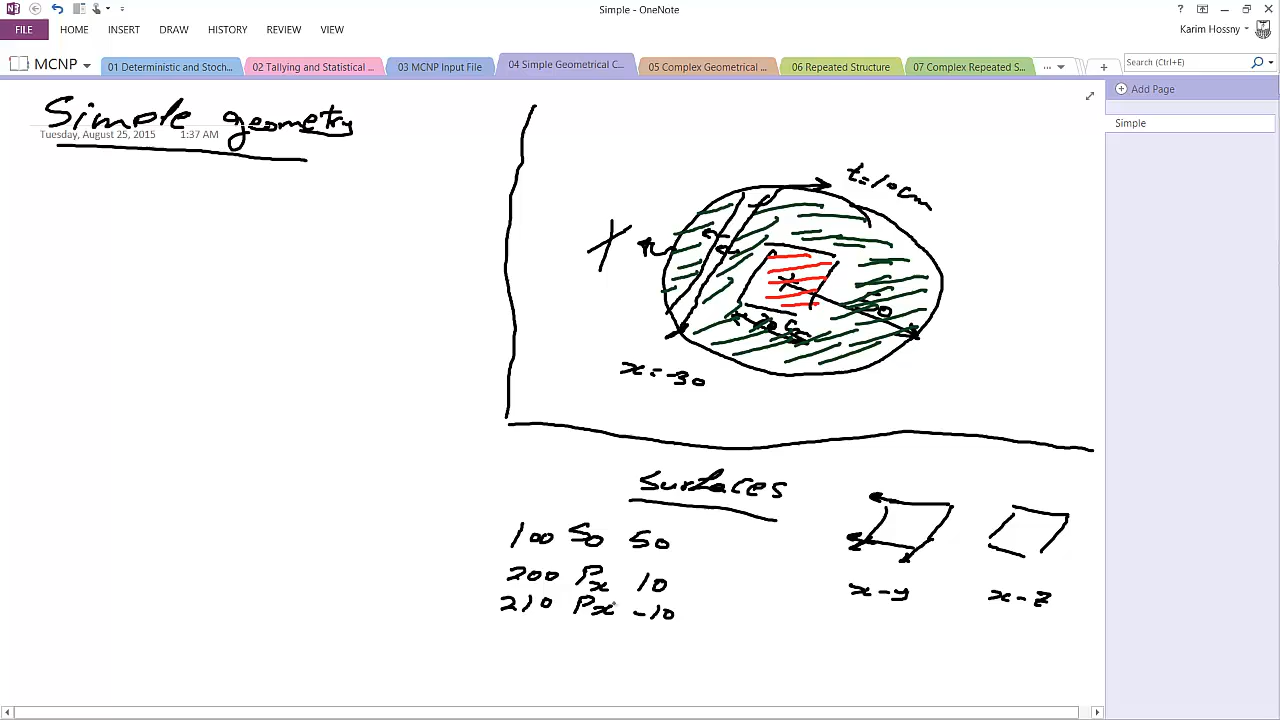 Simple - OneNote
?
FILE
HOME
INSERT
DRAW
HISTORY
REVIEW
VIEW
Karim Hossny
MCNP
01 Deterministic and Stoch...
02 Tallying and Statistical ...
03 MCNP Input File
04 Simple Geometrical C...
05 Complex Geometrical ...
06 Repeated Structure
07 Complex Repeated S...
...
+
Search (Ctrl+E)
Add Page
Simple
Simple geometry
Tuesday, August 25, 2015 1:37 AM
t=10cm
20 cm
x=-30
Surfaces
100 SO 50
200 Px 10
210 Px -10
x-y
x-z